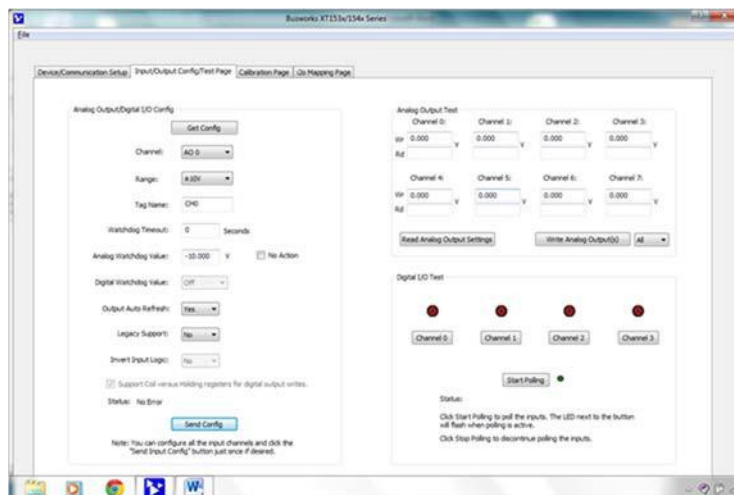 Busworks XT153x/154x Series
File
Device/Communication Setup
Input/Output Config/Test Page
Calibration Page
i2o Mapping Page
Analog Output/Digital I/O Config
Get Config
Channel: AO 0
Range: ±10V
Tag Name: CH0
Watchdog Timeout: 0 Seconds
Analog Watchdog Value: -10.000 V No Action
Digital Watchdog Value: Off
Output Auto Refresh: Yes
Legacy Support: No
Invert Input Logic: No
Support Coil versus Holding registers for digital output writes.
Status: No Error
Send Config
Note: You can configure all the input channels and click the
"Send Input Config" button just once if desired.
Analog Output Test
Channel 0: Channel 1: Channel 2: Channel 3:
Wr 0.000 V 0.000 V 0.000 V 0.000 V
Rd
Channel 4: Channel 5: Channel 6: Channel 7:
Wr 0.000 V 0.000 V 0.000 V 0.000 V
Rd
Read Analog Output Settings
Write Analog Output(s)
All
Digital I/O Test
Channel 0 Channel 1 Channel 2 Channel 3
Start Polling
Status:
Click Start Polling to poll the inputs. The LED next to the button
will flash when polling is active.
Click Stop Polling to discontinue polling the inputs.